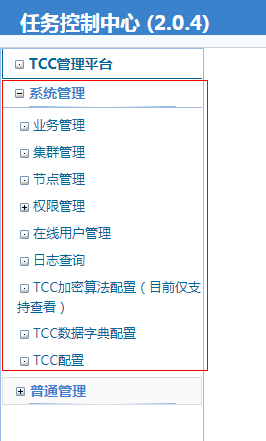 任务控制中心 (2.0.4)
TCC管理平台
系统管理
业务管理
集群管理
节点管理
权限管理
在线用户管理
日志查询
TCC加密算法配置（目前仅支
持查看）
TCC数据字典配置
TCC配置
普通管理